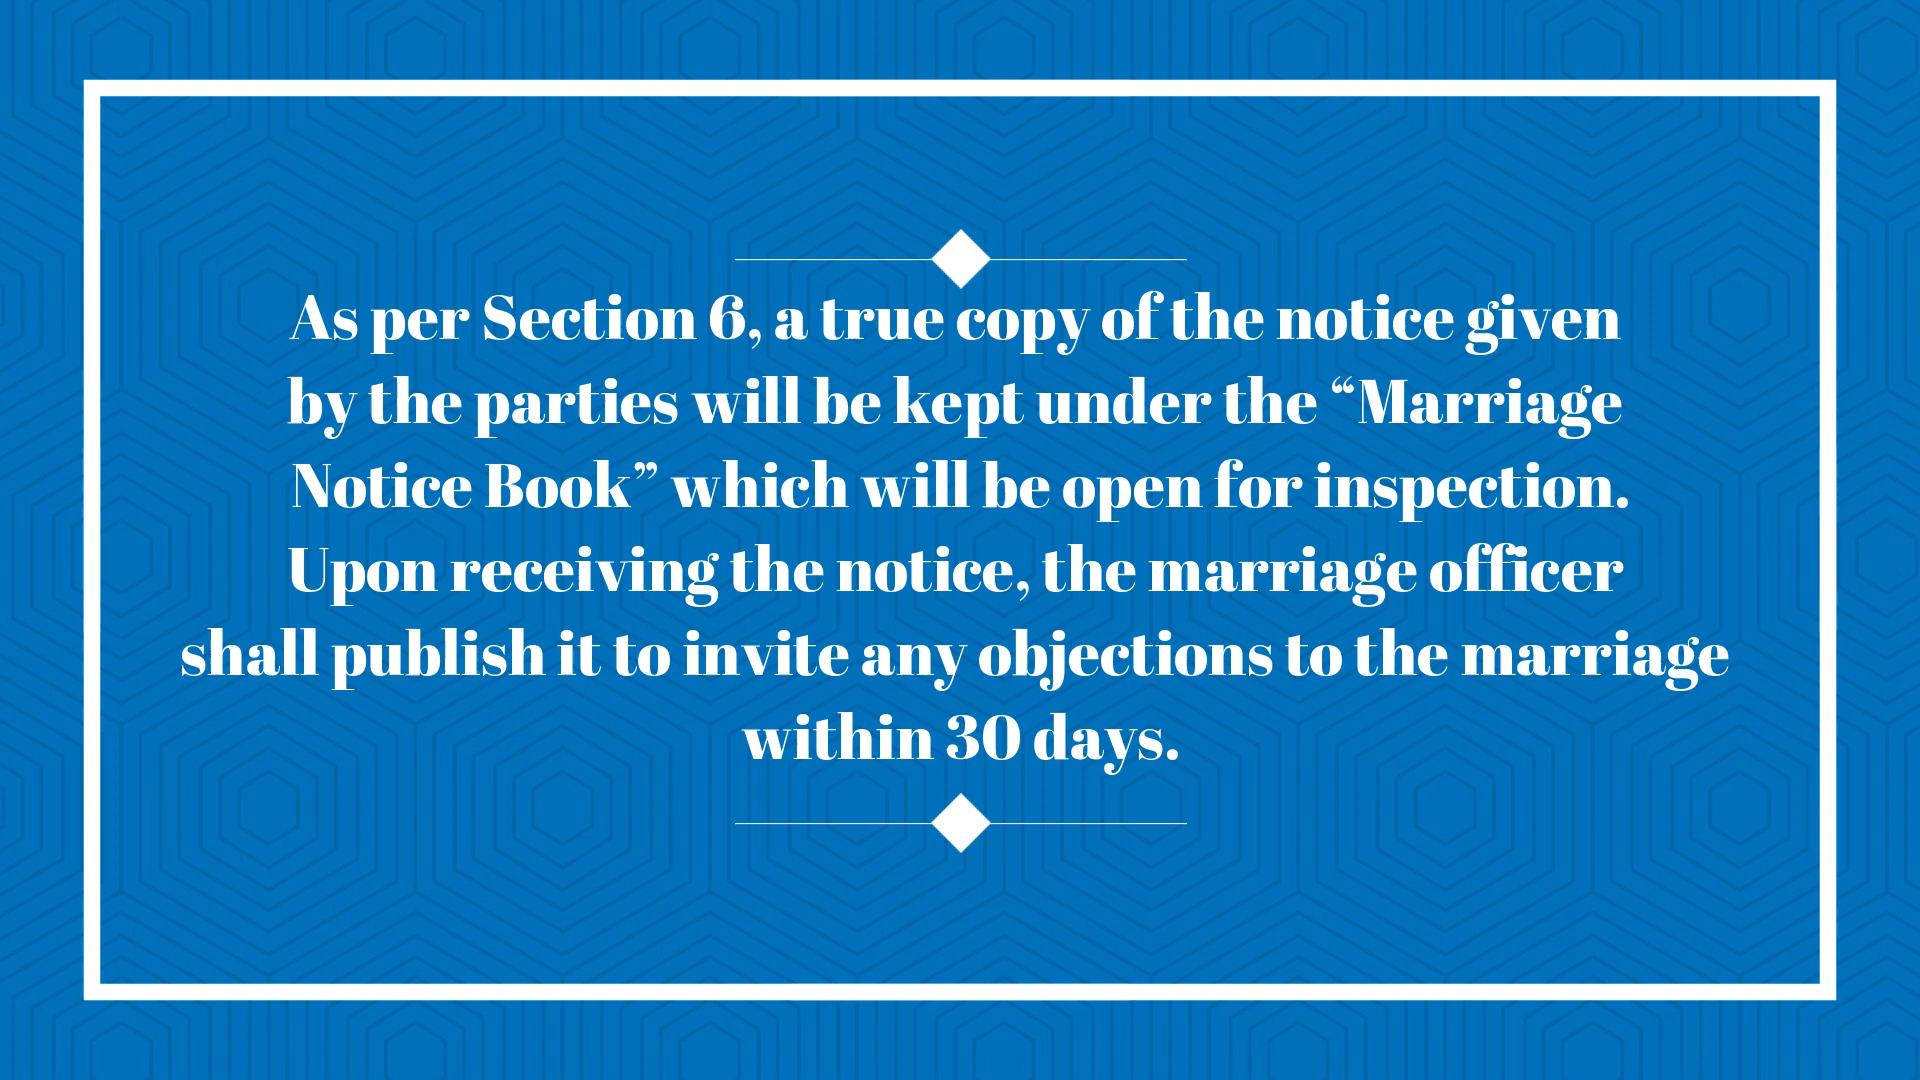 As per Section 6, a true copy of the notice given
by the parties will be kept under the “Marriage
Notice Book” which will be open for inspection.
Upon receiving the notice, the marriage officer
shall publish it to invite any objections to the marriage
within 30 days.